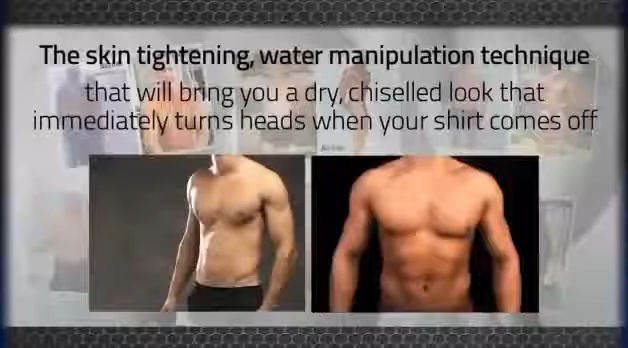 The skin tightening, water manipulation technique
that will bring you a dry, chiselled look that
immediately turns heads when your shirt comes off